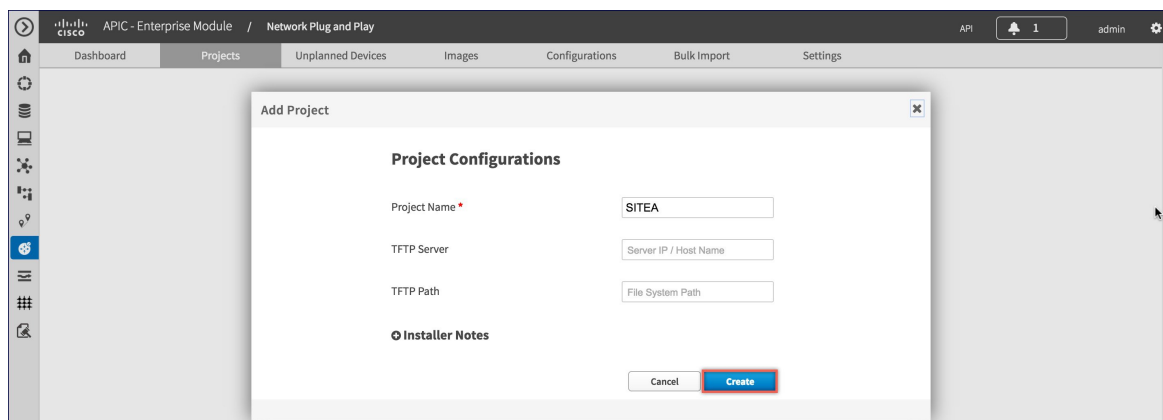 CISCO APIC - Enterprise Module / Network Plug and Play API 1 admin
Dashboard Projects Unplanned Devices Images Configurations Bulk Import Settings
Add Project
Project Configurations
Project Name * SITEA
TFTP Server Server IP / Host Name
TFTP Path File System Path
Installer Notes
Cancel Create